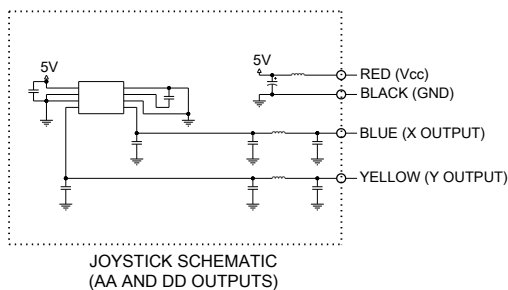 5V
5V
RED (Vcc)
BLACK (GND)
BLUE (X OUTPUT)
YELLOW (Y OUTPUT)
JOYSTICK SCHEMATIC
(AA AND DD OUTPUTS)